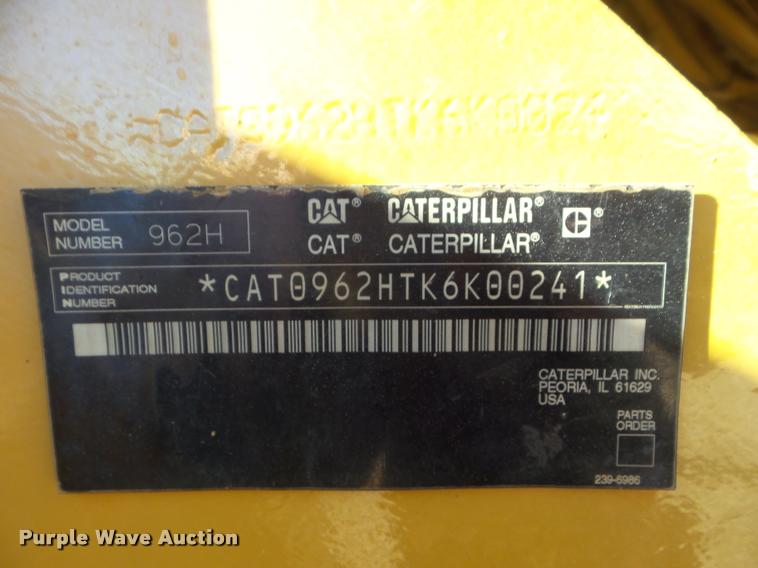 MODEL NUMBER 962H
CAT® CATERPILLAR® ®
CAT® CATERPILLAR®
PRODUCT IDENTIFICATION NUMBER *CAT0962HTK6K00241*
CATERPILLAR INC.
PEORIA, IL 61629
USA
PARTS ORDER
239-6986
Purple Wave Auction